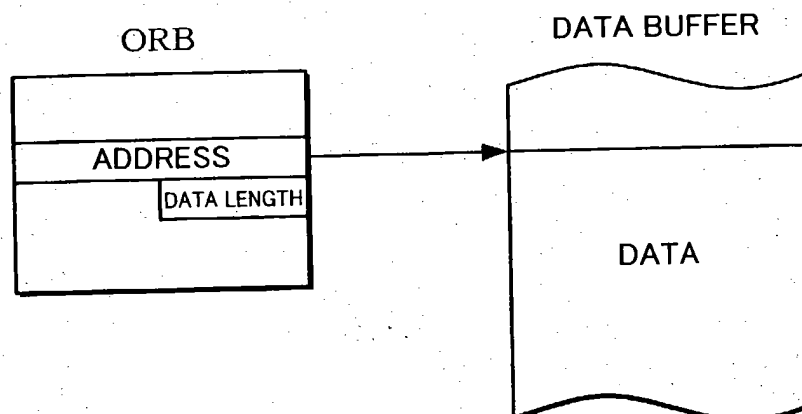 ORB
DATA BUFFER
ADDRESS
DATA LENGTH
DATA